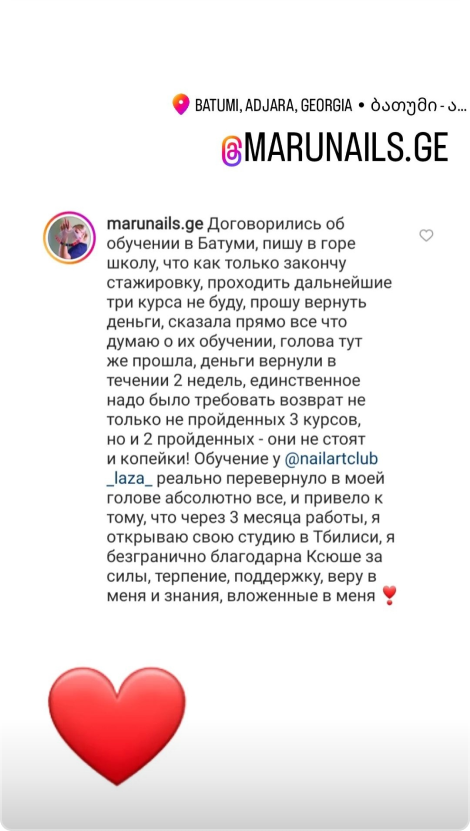 BATUMI, ADJARA, GEORGIA • ბათუმი - ა...
@MARUNAILS.GE
marunails.ge Договорились об
обучении в Батуми, пишу в горе
школу, что как только закончу
стажировку, проходить дальнейшие
три курса не буду, прошу вернуть
деньги, сказала прямо все что
думаю о их обучении, голова тут
же прошла, деньги вернули в
течении 2 недель, единственное
надо было требовать возврат не
только не пройденных 3 курсов,
но и 2 пройденных - они не стоят
и копейки! Обучение у @nailartclub
_laza_ реально перевернуло в моей
голове абсолютно все, и привело к
тому, что через 3 месяца работы, я
открываю свою студию в Тбилиси, я
безгранично благодарна Ксюше за
силы, терпение, поддержку, веру в
меня и знания, вложенные в меня ❣️